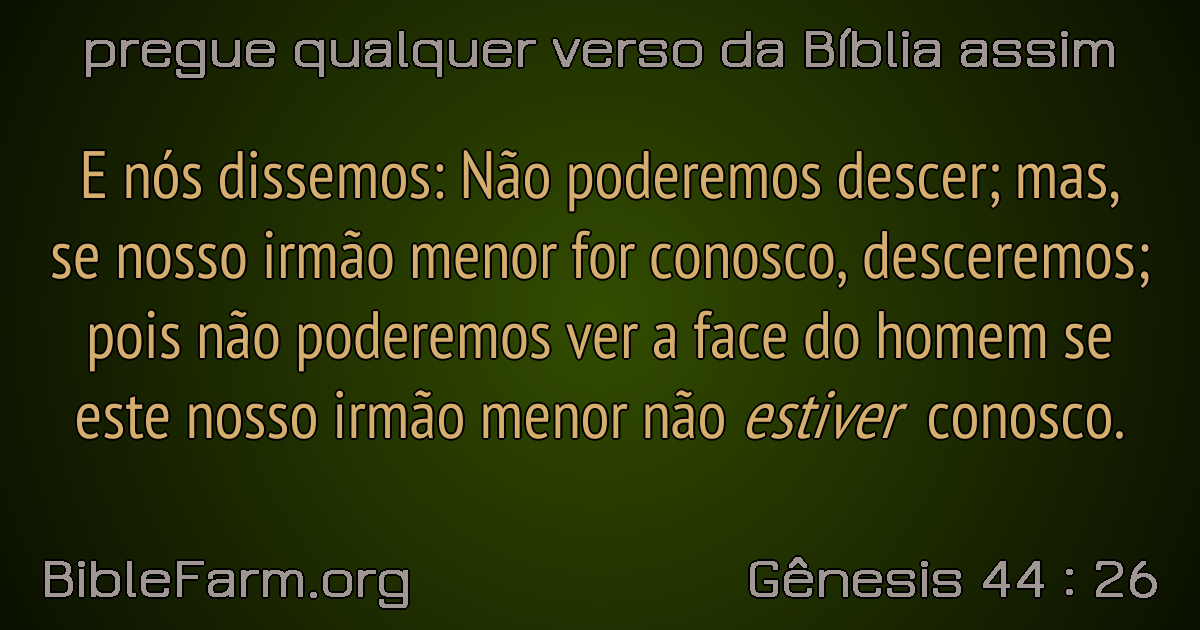 pregue qualquer verso da Bíblia assim
E nós dissemos: Não poderemos descer; mas,
se nosso irmão menor for conosco, desceremos;
pois não poderemos ver a face do homem se
este nosso irmão menor não estiver conosco.
BibleFarm.org
Gênesis 44 : 26